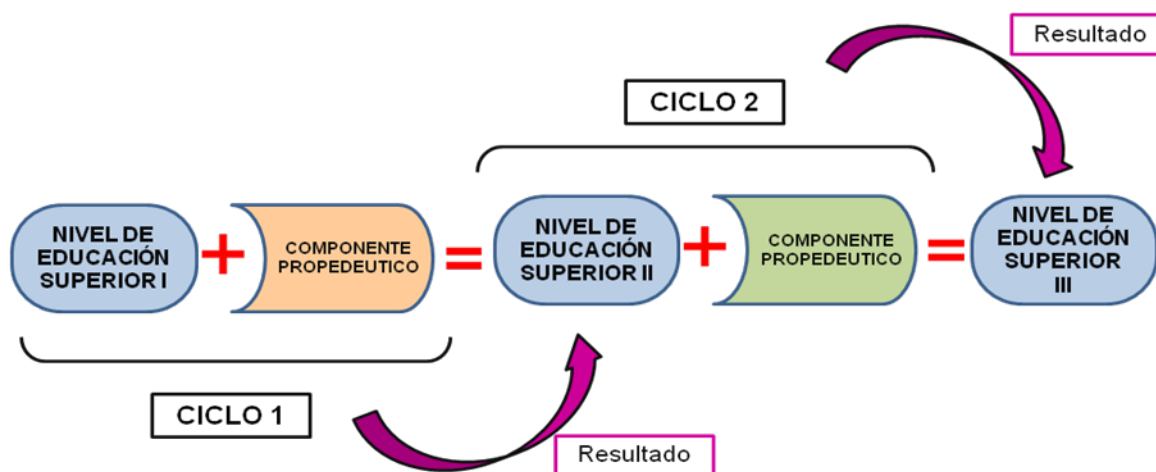 Resultado
CICLO 2
NIVEL DE
EDUCACIÓN
SUPERIOR I
+
COMPONENTE
PROPEDEUTICO
=
NIVEL DE
EDUCACIÓN
SUPERIOR II
+
COMPONENTE
PROPEDEUTICO
=
NIVEL DE
EDUCACIÓN
SUPERIOR
III
CICLO 1
Resultado